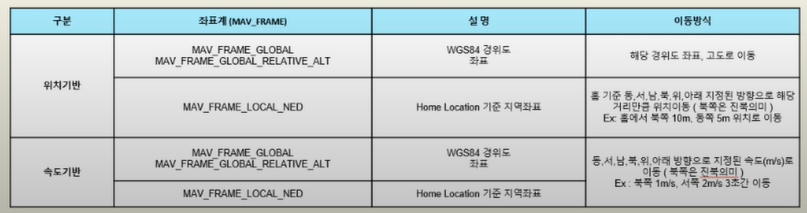 구분
좌표계 (MAV_FRAME)
설 명
이동방식
위치기반
MAV_FRAME_GLOBAL
MAV_FRAME_GLOBAL_RELATIVE_ALT
WGS84 경위도
좌표
해당 경위도 좌표, 고도로 이동
MAV_FRAME_LOCAL_NED
Home Location 기준 지역좌표
홈 기준 동,서,남,북,위,아래 지정된 방향으로 해당
거리만큼 위치이동 ( 북쪽은 진북의미 )
Ex: 홈에서 북쪽 10m, 동쪽 5m 위치로 이동
속도기반
MAV_FRAME_GLOBAL
MAV_FRAME_GLOBAL_RELATIVE_ALT
WGS84 경위도
좌표
동,서,남,북,위,아래 방향으로 지정된 속도(m/s)로
이동 ( 북쪽은 진북의미 )
Ex : 북쪽 1m/s, 서쪽 2m/s 3초간 이동
MAV_FRAME_LOCAL_NED
Home Location 기준 지역좌표